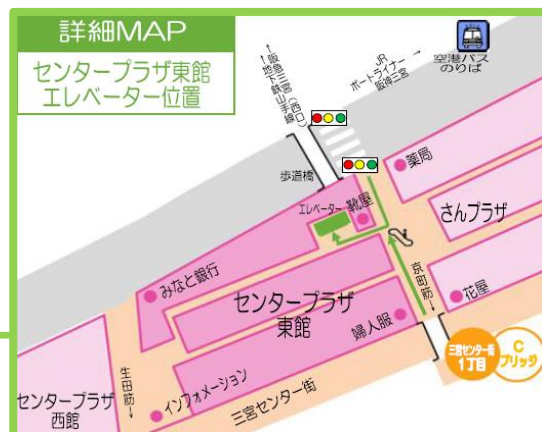 詳細MAP
センタープラザ東館
エレベーター位置
←阪急三宮(西口)
←地下鉄山手線
JR →
ポートライナー
阪神三宮
空港バス
のりば
歩道橋
薬局
エレベーター
靴屋
さんプラザ
みなと銀行
京町筋→
センタープラザ
東館
花屋
婦人服
生田筋→
インフォメーション
三宮センター街
センタープラザ
西館
三宮センター街
1丁目
C
ブリッジ